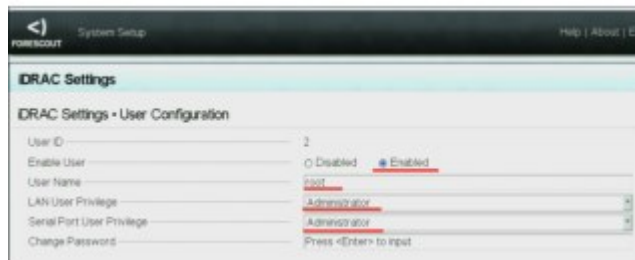 FORESCOUT
System Setup
Help | About | E
iDRAC Settings
iDRAC Settings • User Configuration
User ID 2
Enable User Disabled Enabled
User Name root
LAN User Privilege Administrator
Serial Port User Privilege Administrator
Change Password Press <Enter> to input